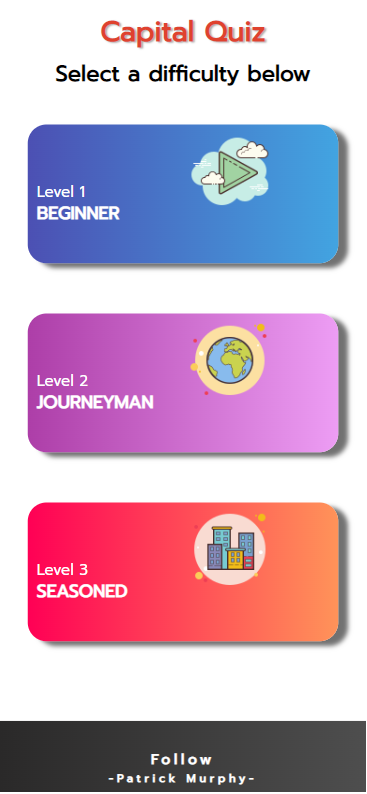 Capital Quiz
Select a difficulty below
Level 1
BEGINNER
Level 2
JOURNEYMAN
Level 3
SEASONED
Follow
-Patrick Murphy-